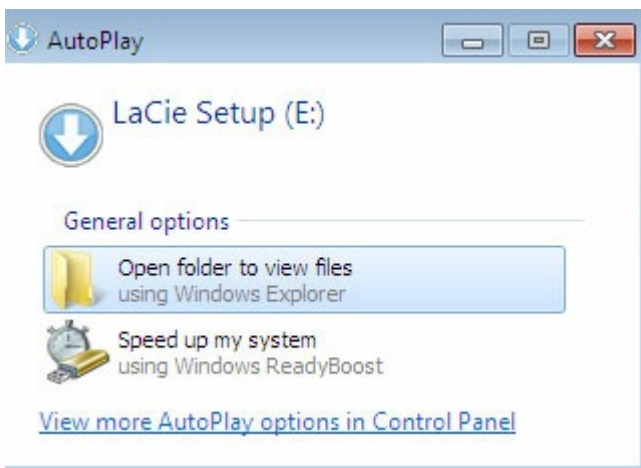 AutoPlay
LaCie Setup (E:)
General options
Open folder to view files
using Windows Explorer
Speed up my system
using Windows ReadyBoost
View more AutoPlay options in Control Panel